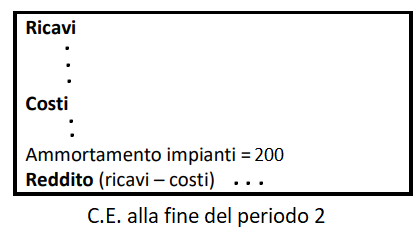 Ricavi
.
.
.
Costi
.
.
Ammortamento impianti = 200
Reddito (ricavi – costi) . . .
C.E. alla fine del periodo 2